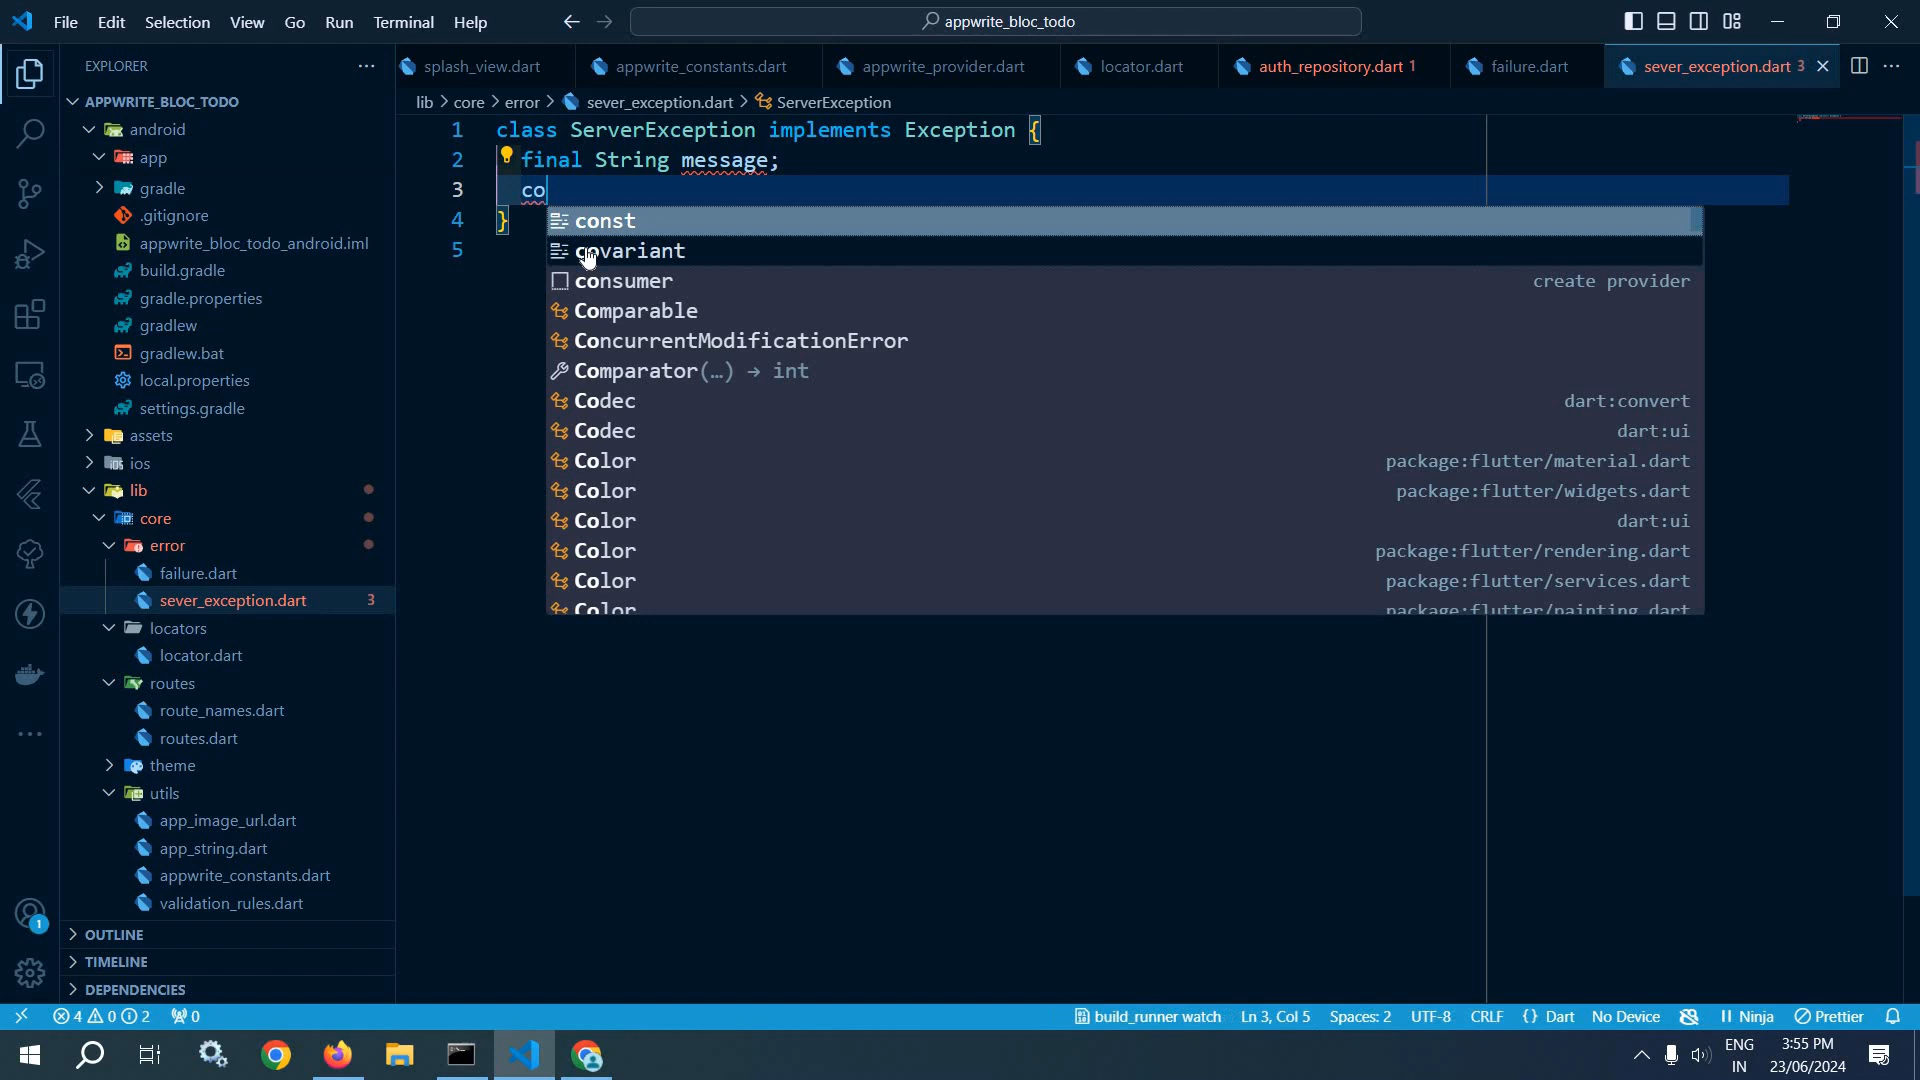 File Edit Selection View Go Run Terminal Help
appwrite_bloc_todo
EXPLORER
splash_view.dart appwrite_constants.dart appwrite_provider.dart locator.dart auth_repository.dart 1 failure.dart sever_exception.dart 3
lib core error sever_exception.dart ServerException
APPWRITE_BLOC_TODO
android
app
gradle
.gitignore
appwrite_bloc_todo_android.iml
build.gradle
gradle.properties
gradlew
gradlew.bat
local.properties
settings.gradle
assets
ios
lib
core
error
failure.dart
sever_exception.dart 3
locators
locator.dart
routes
route_names.dart
routes.dart
theme
utils
app_image_url.dart
app_string.dart
appwrite_constants.dart
validation_rules.dart
OUTLINE
TIMELINE
DEPENDENCIES
1 class ServerException implements Exception {
2 final String message;
3 co
4 }
5
const
covariant
consumer create provider
Comparable
ConcurrentModificationError
Comparator(…) → int
Codec dart:convert
Codec dart:ui
Color package:flutter/material.dart
Color package:flutter/widgets.dart
Color dart:ui
Color package:flutter/rendering.dart
Color package:flutter/services.dart
Color package:flutter/painting.dart
1
4 0 2 0 build_runner watch Ln 3, Col 5 Spaces: 2 UTF-8 CRLF {} Dart No Device Ninja Prettier
ENG
IN
3:55 PM
23/06/2024